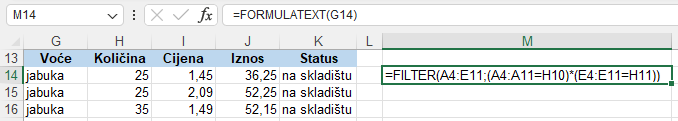 M14 fx =FORMULATEXT(G14)
G H I J K L M
13 Voće Količina Cijena Iznos Status
14 jabuka 25 1,45 36,25 na skladištu =FILTER(A4:E11;(A4:A11=H10)*(E4:E11=H11))
15 jabuka 25 2,09 52,25 na skladištu
16 jabuka 35 1,49 52,15 na skladištu